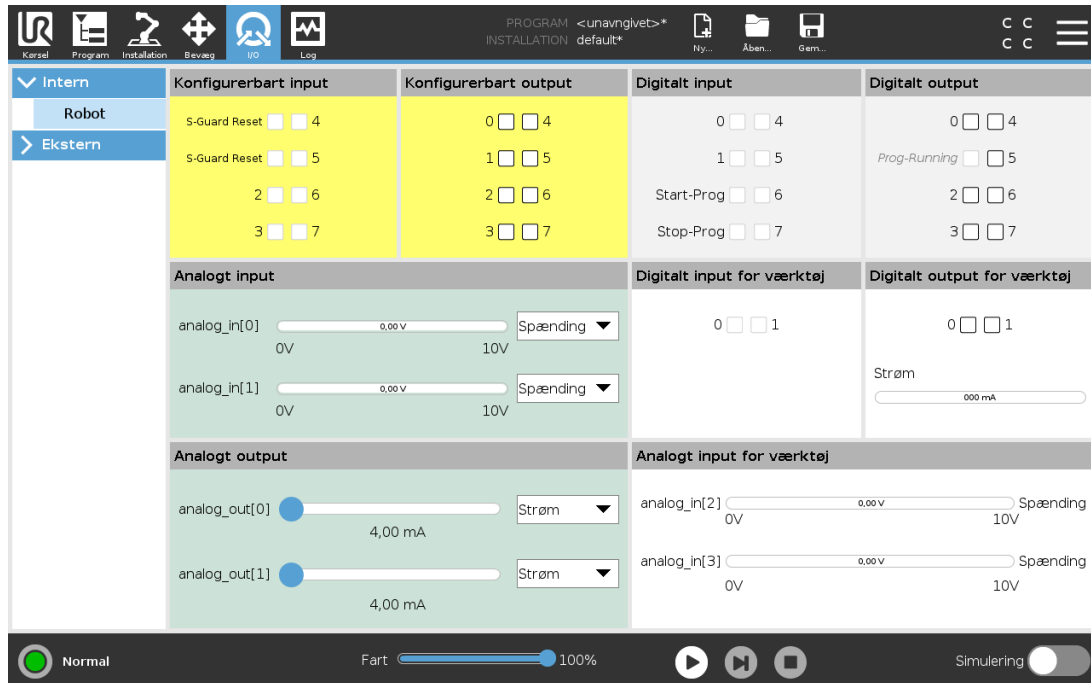 PROGRAM <unavngivet>*
INSTALLATION default*
UR
Kørsel Program Installation Bevæg I/O Log Ny... Åben... Gem...
C C
C C
Intern
Robot
Ekstern
Konfigurerbart input
S-Guard Reset 4
S-Guard Reset 5
2 6
3 7
Konfigurerbart output
0 4
1 5
2 6
3 7
Digitalt input
0 4
1 5
Start-Prog 6
Stop-Prog 7
Digitalt output
0 4
Prog-Running 5
2 6
3 7
Analogt input
analog_in[0] 0,00 V Spænding
0V 10V
analog_in[1] 0,00 V Spænding
0V 10V
Digitalt input for værktøj
0 1
Digitalt output for værktøj
0 1
Strøm
000 mA
Analogt output
analog_out[0] Strøm
4,00 mA
analog_out[1] Strøm
4,00 mA
Analogt input for værktøj
analog_in[2] 0,00 V Spænding
0V 10V
analog_in[3] 0,00 V Spænding
0V 10V
Normal
Fart 100%
Simulering